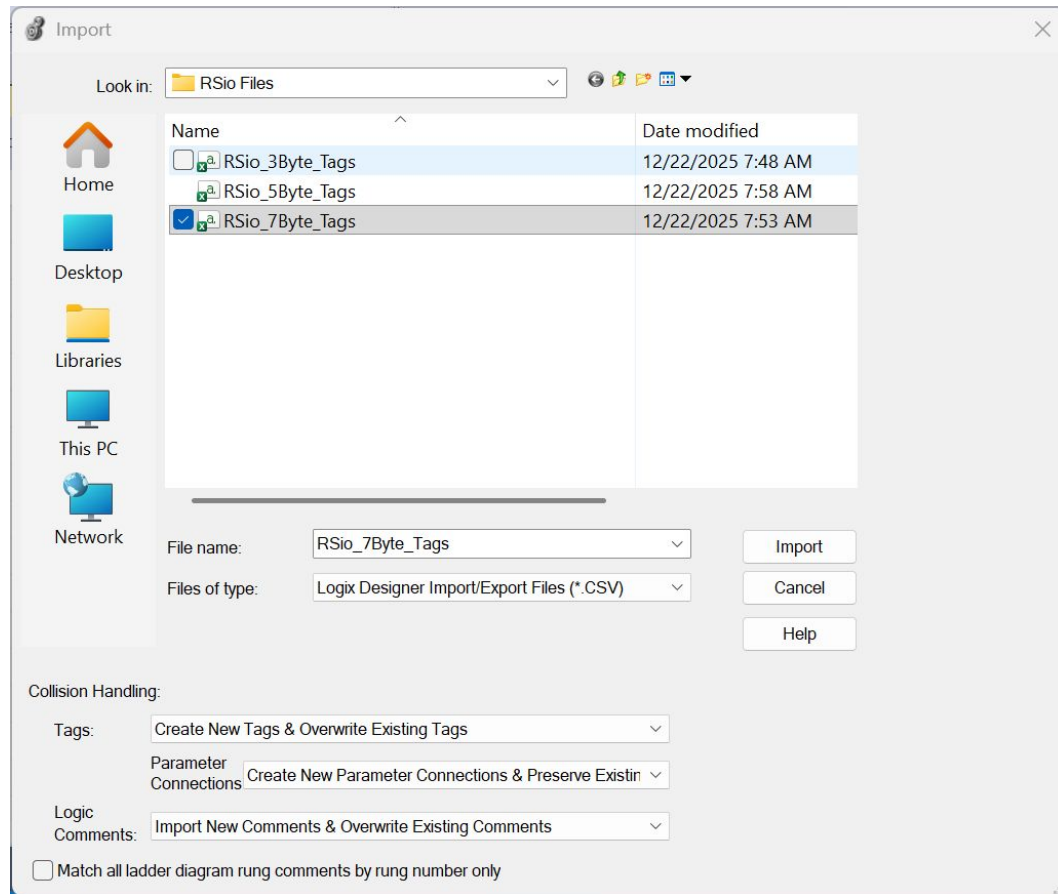 Import
Look in: RSio Files
Name Date modified
RSio_3Byte_Tags 12/22/2025 7:48 AM
RSio_5Byte_Tags 12/22/2025 7:58 AM
RSio_7Byte_Tags 12/22/2025 7:53 AM
Home
Desktop
Libraries
This PC
Network
File name: RSio_7Byte_Tags Import
Files of type: Logix Designer Import/Export Files (*.CSV) Cancel
Help
Collision Handling:
Tags: Create New Tags & Overwrite Existing Tags
Parameter
Connections Create New Parameter Connections & Preserve Existin
Logic
Comments: Import New Comments & Overwrite Existing Comments
Match all ladder diagram rung comments by rung number only